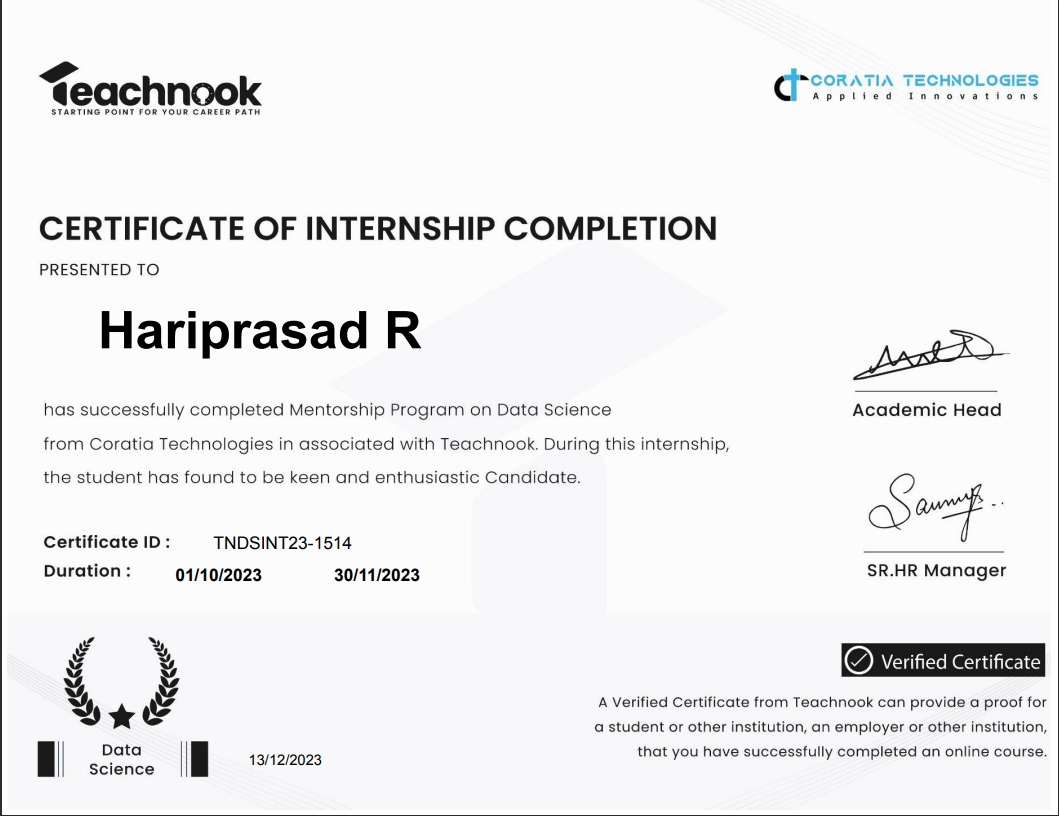 Teachnook
STARTING POINT FOR YOUR CAREER PATH
CORATIA TECHNOLOGIES
Applied Innovations
CERTIFICATE OF INTERNSHIP COMPLETION
PRESENTED TO
Hariprasad R
has successfully completed Mentorship Program on Data Science
from Coratia Technologies in associated with Teachnook. During this internship,
the student has found to be keen and enthusiastic Candidate.
Academic Head
Certificate ID : TNDSINT23-1514
Duration : 01/10/2023 30/11/2023
SR.HR Manager
Verified Certificate
A Verified Certificate from Teachnook can provide a proof for
a student or other institution, an employer or other institution,
that you have successfully completed an online course.
Data
Science
13/12/2023